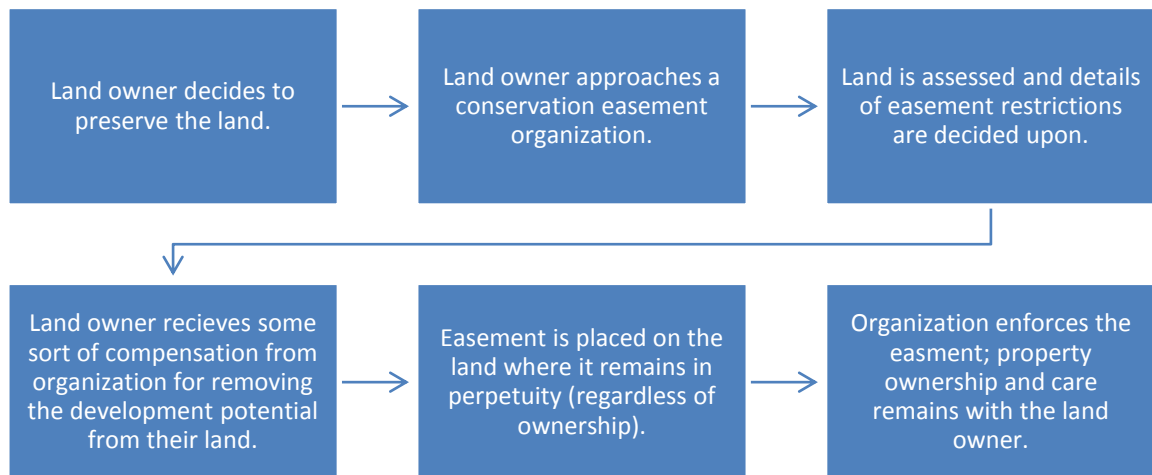 Land owner decides to
preserve the land.
Land owner approaches a
conservation easement
organization.
Land is assessed and details
of easement restrictions
are decided upon.
Land owner recieves some
sort of compensation from
organization for removing
the development potential
from their land.
Easement is placed on the
land where it remains in
perpetuity (regardless of
ownership).
Organization enforces the
easment; property
ownership and care
remains with the land
owner.